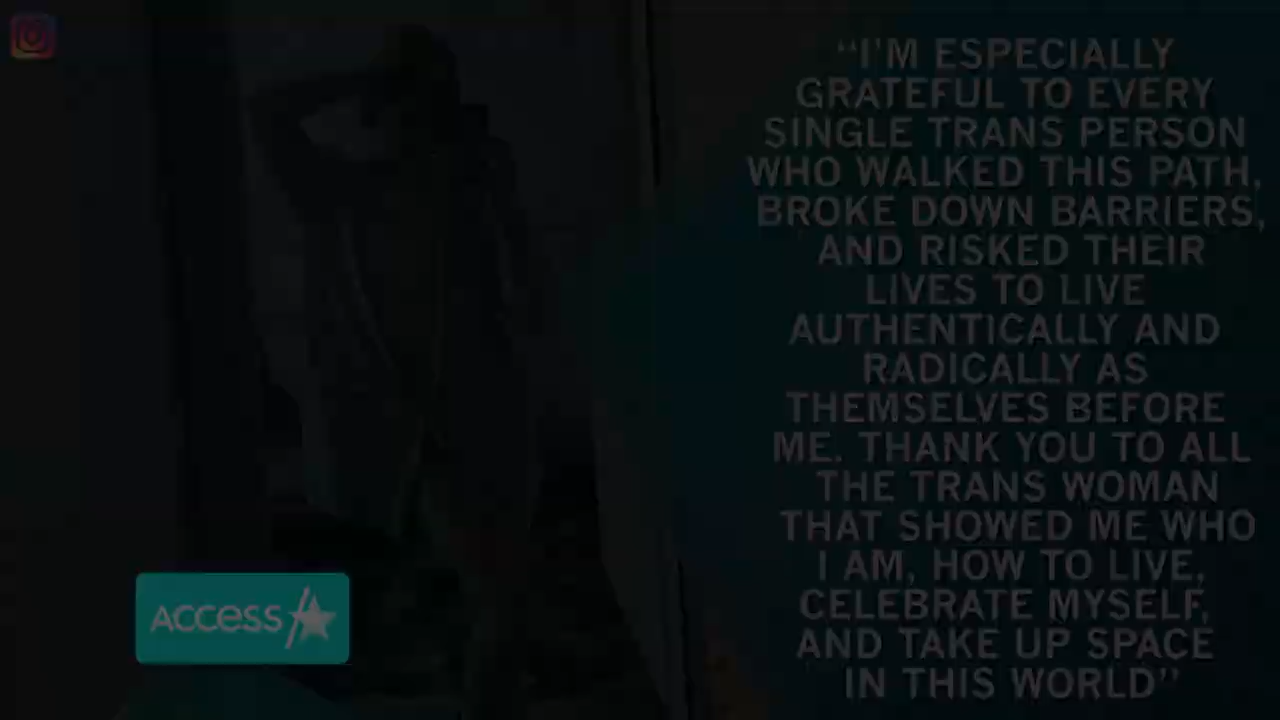 “I’M ESPECIALLY
GRATEFUL TO EVERY
SINGLE TRANS PERSON
WHO WALKED THIS PATH,
BROKE DOWN BARRIERS,
AND RISKED THEIR
LIVES TO LIVE
AUTHENTICALLY AND
RADICALLY AS
THEMSELVES BEFORE
ME. THANK YOU TO ALL
THE TRANS WOMAN
THAT SHOWED ME WHO
I AM, HOW TO LIVE,
CELEBRATE MYSELF,
AND TAKE UP SPACE
IN THIS WORLD”
ACCESS